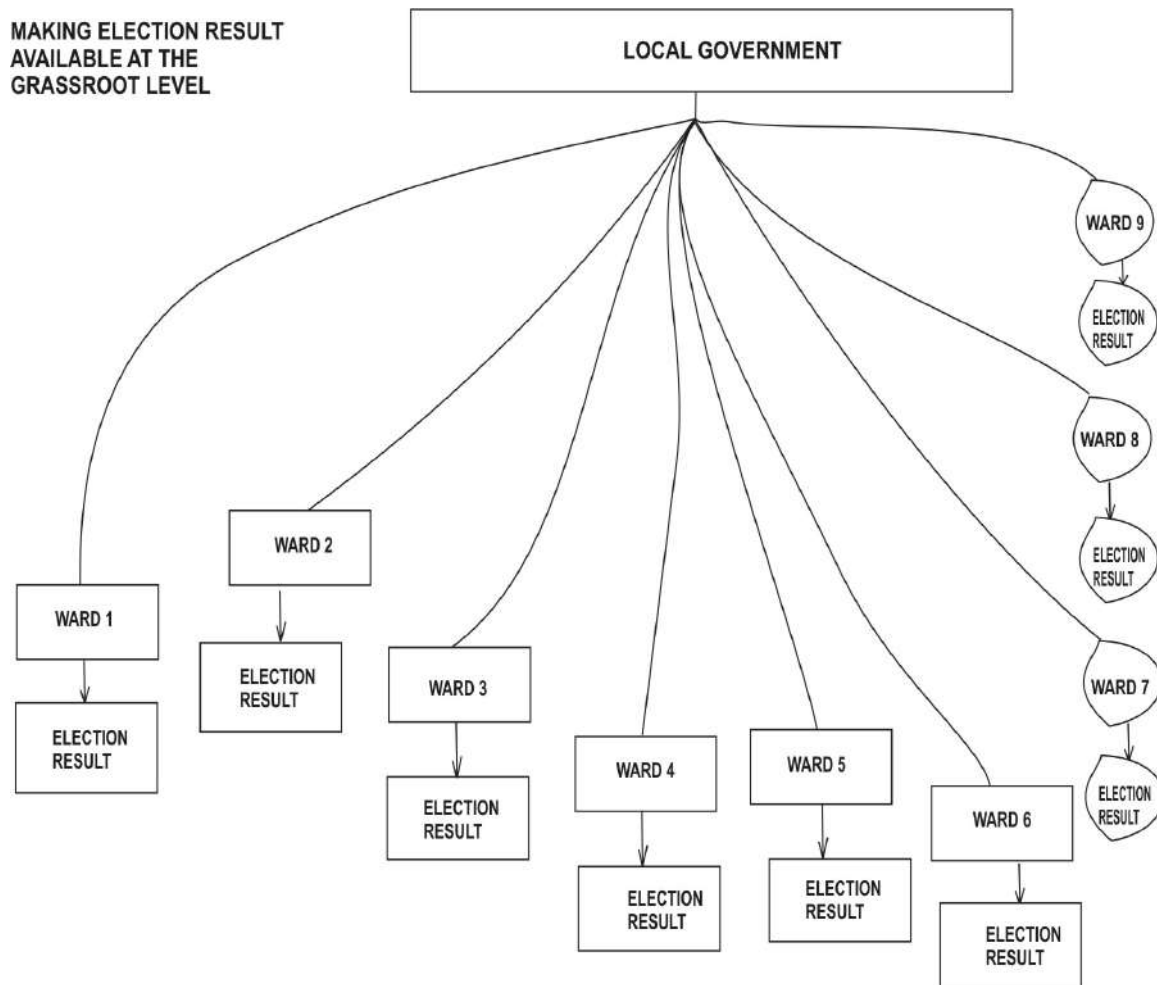 MAKING ELECTION RESULT
AVAILABLE AT THE
GRASSROOT LEVEL
LOCAL GOVERNMENT
WARD 1
ELECTION
RESULT
WARD 2
ELECTION
RESULT
WARD 3
ELECTION
RESULT
WARD 4
ELECTION
RESULT
WARD 5
ELECTION
RESULT
WARD 6
ELECTION
RESULT
WARD 7
ELECTION
RESULT
WARD 8
ELECTION
RESULT
WARD 9
ELECTION
RESULT